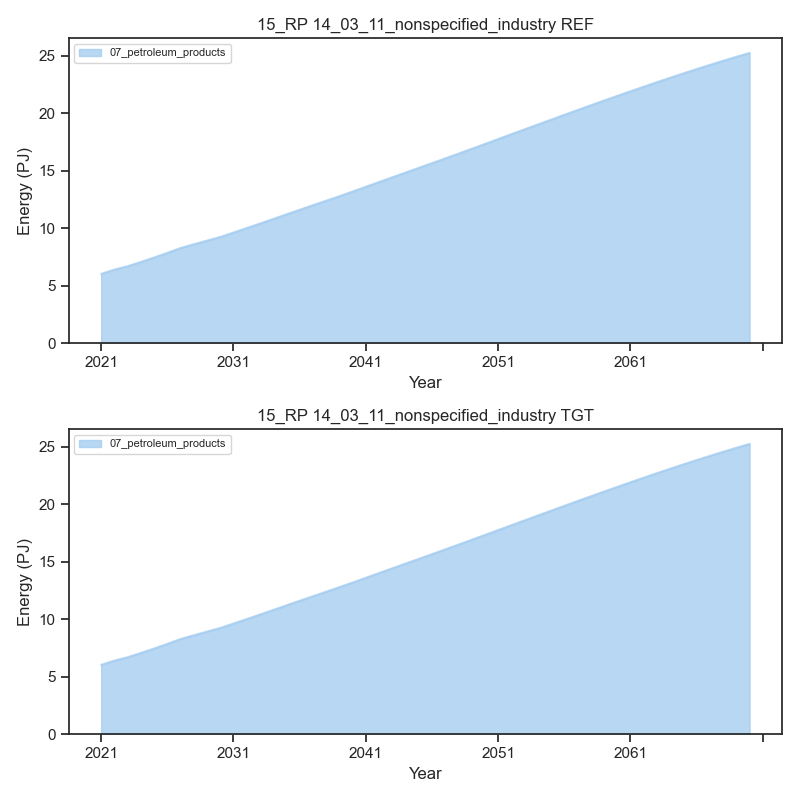 15_RP 14_03_11_nonspecified_industry REF
07_petroleum_products
Energy (PJ)
25
20
15
10
5
0
2021 2031 2041 2051 2061
Year
15_RP 14_03_11_nonspecified_industry TGT
07_petroleum_products
Energy (PJ)
25
20
15
10
5
0
2021 2031 2041 2051 2061
Year